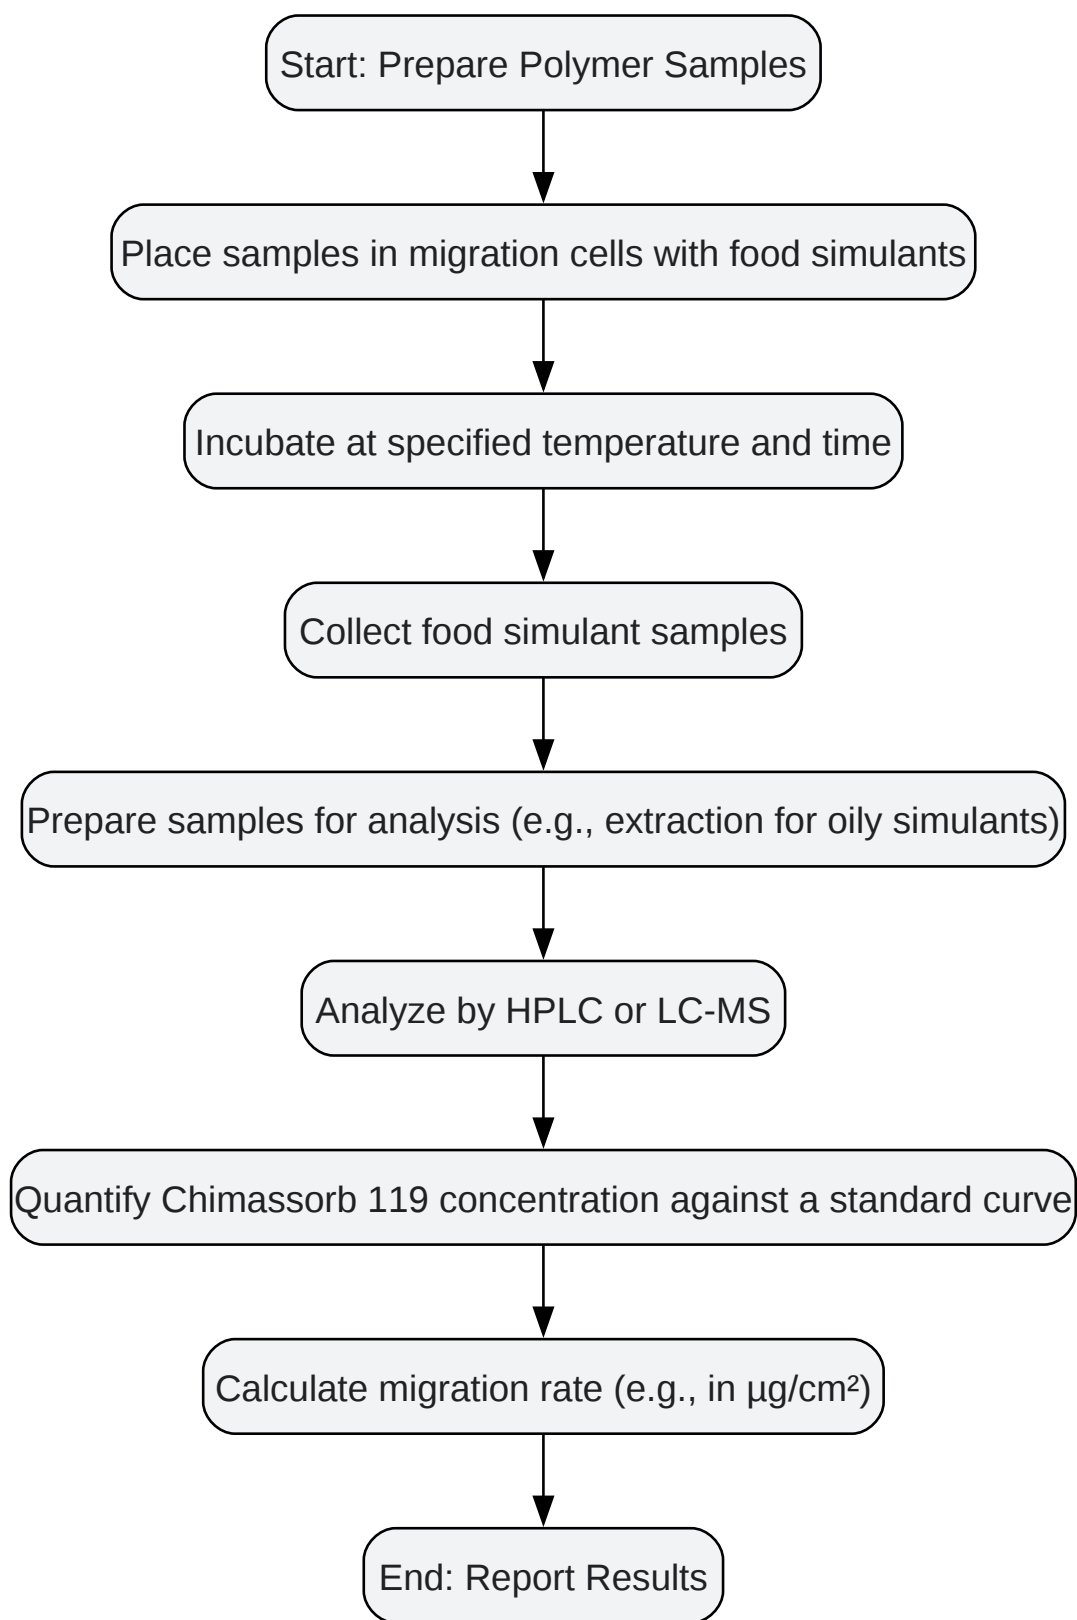 Start: Prepare Polymer Samples
Place samples in migration cells with food simulants
Incubate at specified temperature and time
Collect food simulant samples
Prepare samples for analysis (e.g., extraction for oily simulants)
Analyze by HPLC or LC-MS
Quantify Chimassorb 119 concentration against a standard curve
Calculate migration rate (e.g., in µg/cm²)
End: Report Results